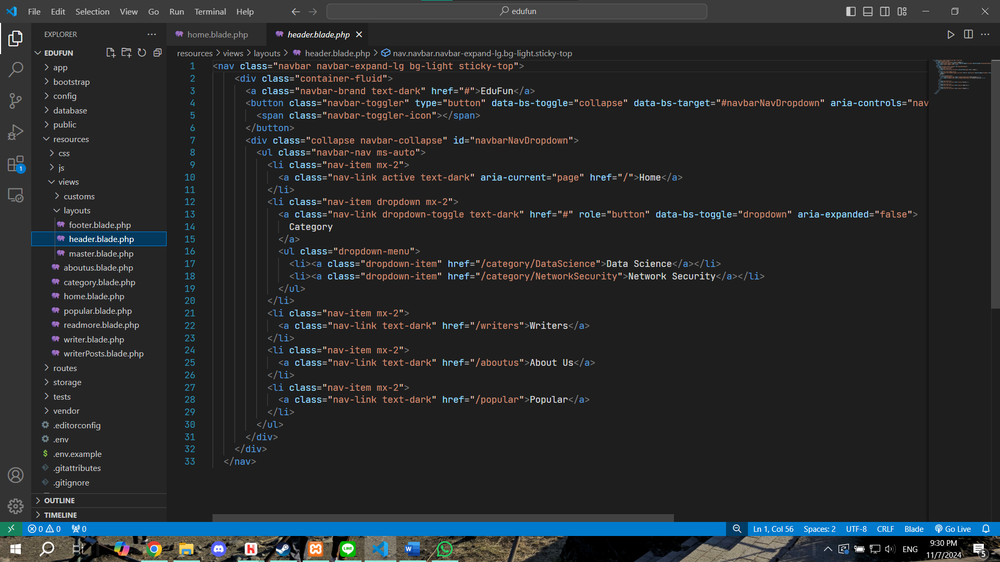 File Edit Selection View Go Run Terminal Help
edufun
EXPLORER
EDUFUN
app
bootstrap
config
database
public
resources
css
js
views
customs
layouts
footer.blade.php
header.blade.php
master.blade.php
aboutus.blade.php
category.blade.php
home.blade.php
popular.blade.php
readmore.blade.php
writer.blade.php
writerPosts.blade.php
routes
storage
tests
vendor
.editorconfig
.env
$ .env.example
.gitattributes
.gitignore
OUTLINE
TIMELINE
1
home.blade.php header.blade.php
resources > views > layouts > header.blade.php > nav.navbar.navbar-expand-lg.bg-light.sticky-top
1 <nav class="navbar navbar-expand-lg bg-light sticky-top">
2 <div class="container-fluid">
3 <a class="navbar-brand text-dark" href="#">EduFun</a>
4 <button class="navbar-toggler" type="button" data-bs-toggle="collapse" data-bs-target="#navbarNavDropdown" aria-controls="nav
5 <span class="navbar-toggler-icon"></span>
6 </button>
7 <div class="collapse navbar-collapse" id="navbarNavDropdown">
8 <ul class="navbar-nav ms-auto">
9 <li class="nav-item mx-2">
10 <a class="nav-link active text-dark" aria-current="page" href="/">Home</a>
11 </li>
12 <li class="nav-item dropdown mx-2">
13 <a class="nav-link dropdown-toggle text-dark" href="#" role="button" data-bs-toggle="dropdown" aria-expanded="false">
14 Category
15 </a>
16 <ul class="dropdown-menu">
17 <li><a class="dropdown-item" href="/category/DataScience">Data Science</a></li>
18 <li><a class="dropdown-item" href="/category/NetworkSecurity">Network Security</a></li>
19 </ul>
20 </li>
21 <li class="nav-item mx-2">
22 <a class="nav-link text-dark" href="/writers">Writers</a>
23 </li>
24 <li class="nav-item mx-2">
25 <a class="nav-link text-dark" href="/aboutus">About Us</a>
26 </li>
27 <li class="nav-item mx-2">
28 <a class="nav-link text-dark" href="/popular">Popular</a>
29 </li>
30 </ul>
31 </div>
32 </div>
33 </nav>
0 0 0 Ln 1, Col 56 Spaces: 2 UTF-8 CRLF Blade Go Live
LINE ENG 9:30 PM
11/7/2024 5